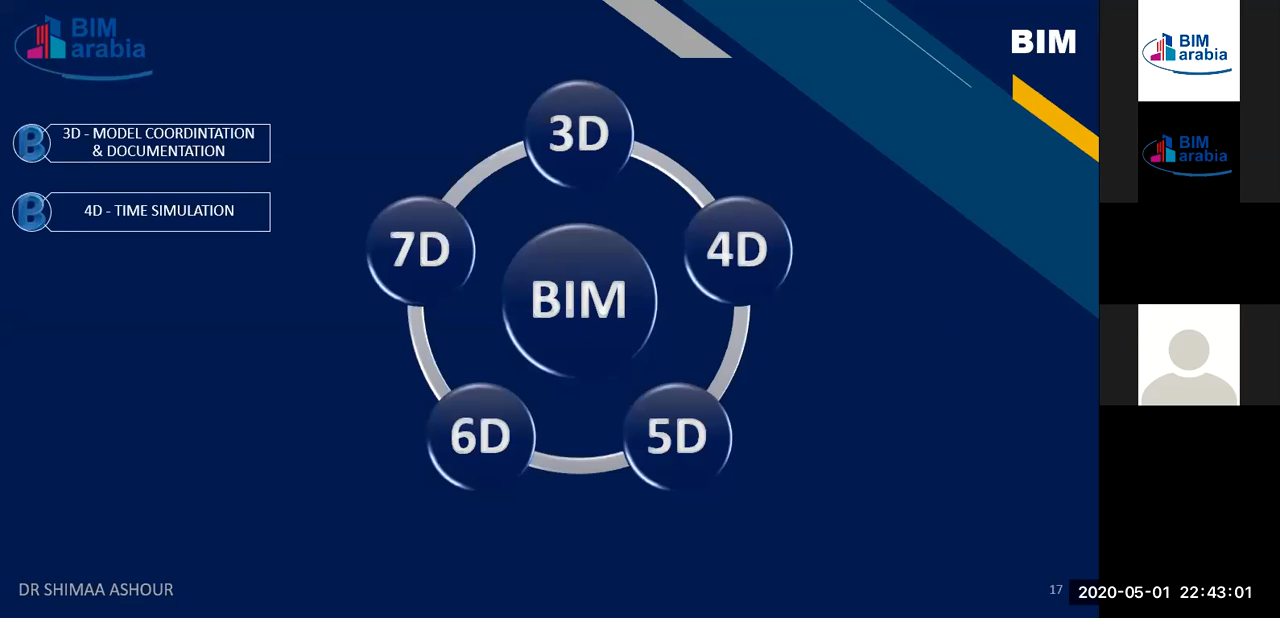 BIM
arabia
BIM
3D - MODEL COORDINTATION
& DOCUMENTATION
4D - TIME SIMULATION
3D
4D
5D
6D
7D
BIM
DR SHIMAA ASHOUR
17
BIM
arabia
BIM
arabia
2020-05-01 22:43:01